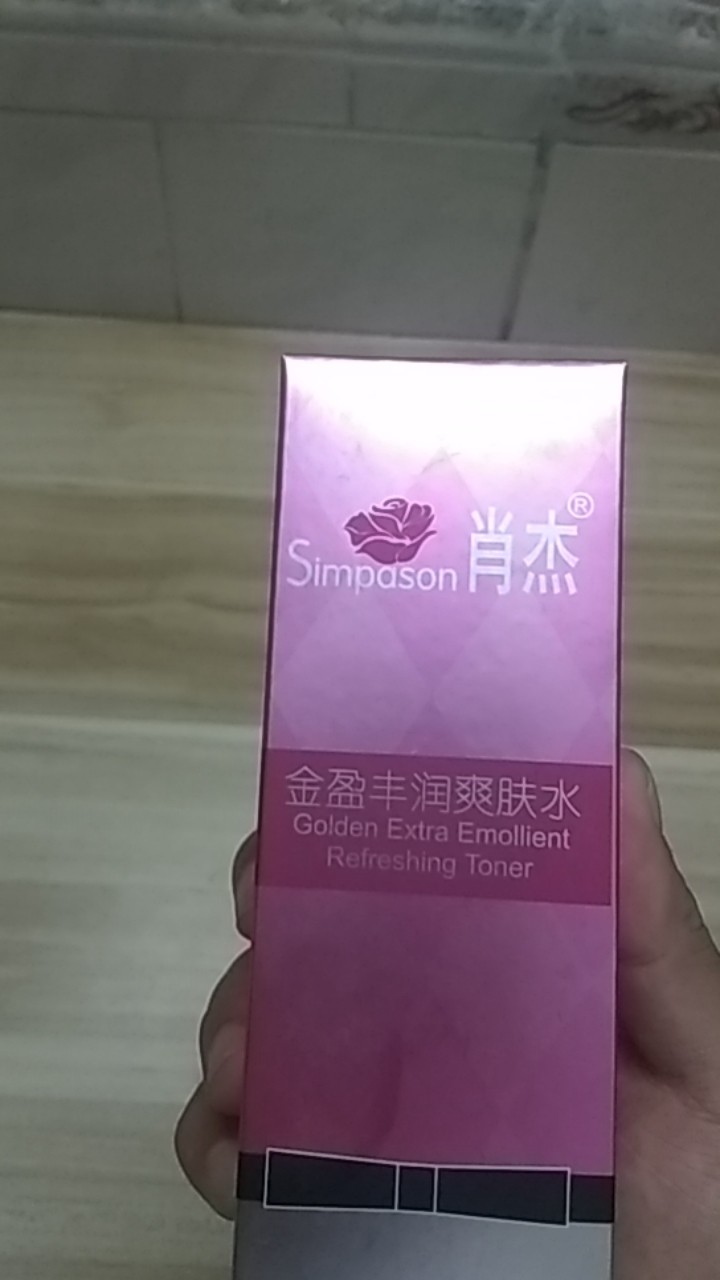 Simpason 肖杰®
金盈丰润爽肤水
Golden Extra Emollient
Refreshing Toner